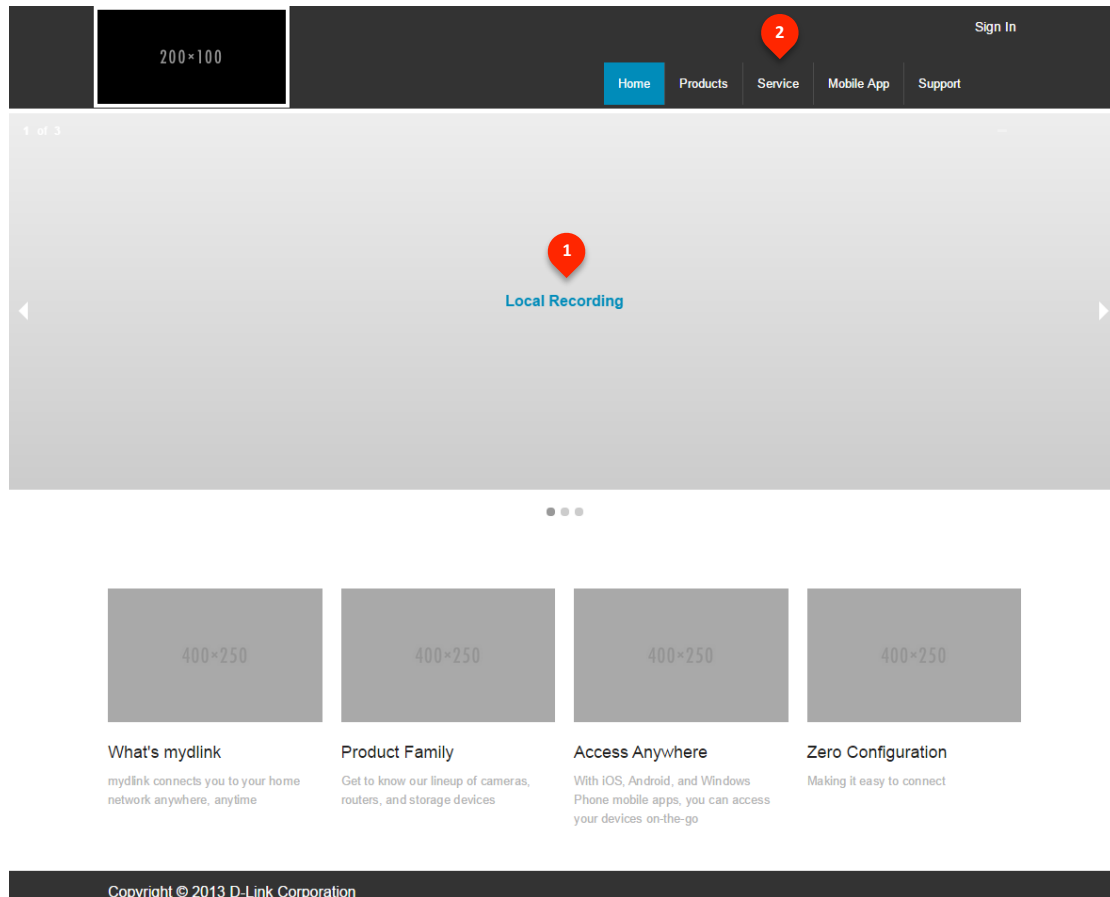 Sign In
200×100
2
Home Products Service Mobile App Support
1 of 3
1
Local Recording
400×250 400×250 400×250 400×250
What's mydlink
mydlink connects you to your home
network anywhere, anytime
Product Family
Get to know our lineup of cameras,
routers, and storage devices
Access Anywhere
With iOS, Android, and Windows
Phone mobile apps, you can access
your devices on-the-go
Zero Configuration
Making it easy to connect
Copyright © 2013 D-Link Corporation